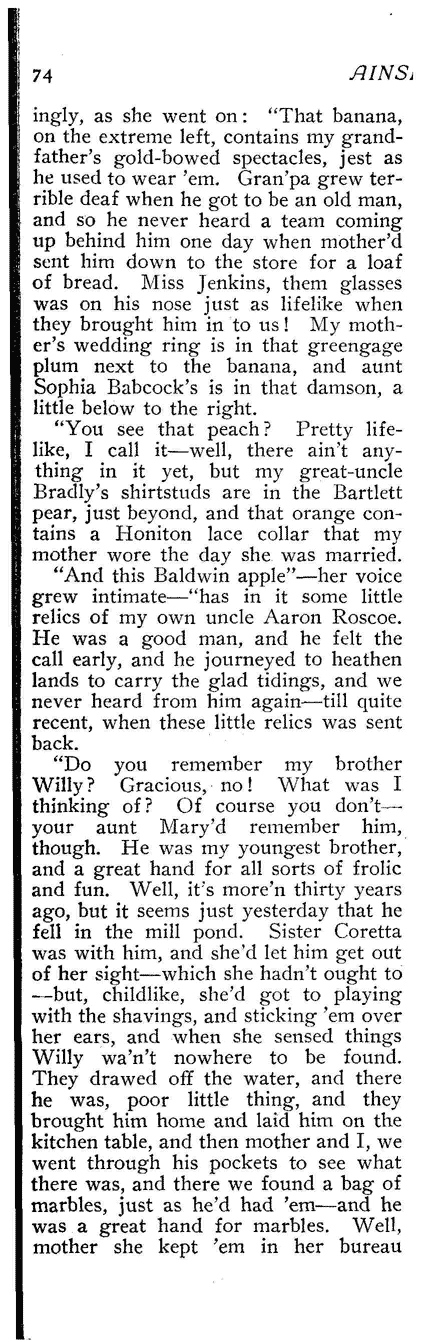 74 AINS
ingly, as she went on: "That banana,
on the extreme left, contains my grand-
father's gold-bowed spectacles, jest as
he used to wear 'em. Gran'pa grew ter-
rible deaf when he got to be an old man,
and so he never heard a team coming
up behind him one day when mother'd
sent him down to the store for a loaf
of bread. Miss Jenkins, them glasses
was on his nose just as lifelike when
they brought him in to us! My moth-
er's wedding ring is in that greengage
plum next to the banana, and aunt
Sophia Babcock's is in that damson, a
little below to the right.
"You see that peach? Pretty life-
like, I call it—well, there ain't any-
thing in it yet, but my great-uncle
Bradly's shirtstuds are in the Bartlett
pear, just beyond, and that orange con-
tains a Honiton lace collar that my
mother wore the day she was married.
"And this Baldwin apple"—her voice
grew intimate—"has in it some little
relics of my own uncle Aaron Roscoe.
He was a good man, and he felt the
call early, and he journeyed to heathen
lands to carry the glad tidings, and we
never heard from him again—till quite
recent, when these little relics was sent
back.
"Do you remember my brother
Willy? Gracious, no! What was I
thinking of? Of course you don't—
your aunt Mary'd remember him,
though. He was my youngest brother,
and a great hand for all sorts of frolic
and fun. Well, it's more'n thirty years
ago, but it seems just yesterday that he
fell in the mill pond. Sister Coretta
was with him, and she'd let him get out
of her sight—which she hadn't ought to
—but, childlike, she'd got to playing
with the shavings, and sticking 'em over
her ears, and when she sensed things
Willy wa'n't nowhere to be found.
They drawed off the water, and there
he was, poor little thing, and they
brought him home and laid him on the
kitchen table, and then mother and I, we
went through his pockets to see what
there was, and there we found a bag of
marbles, just as he'd had 'em—and he
was a great hand for marbles. Well,
mother she kept 'em in her bureau